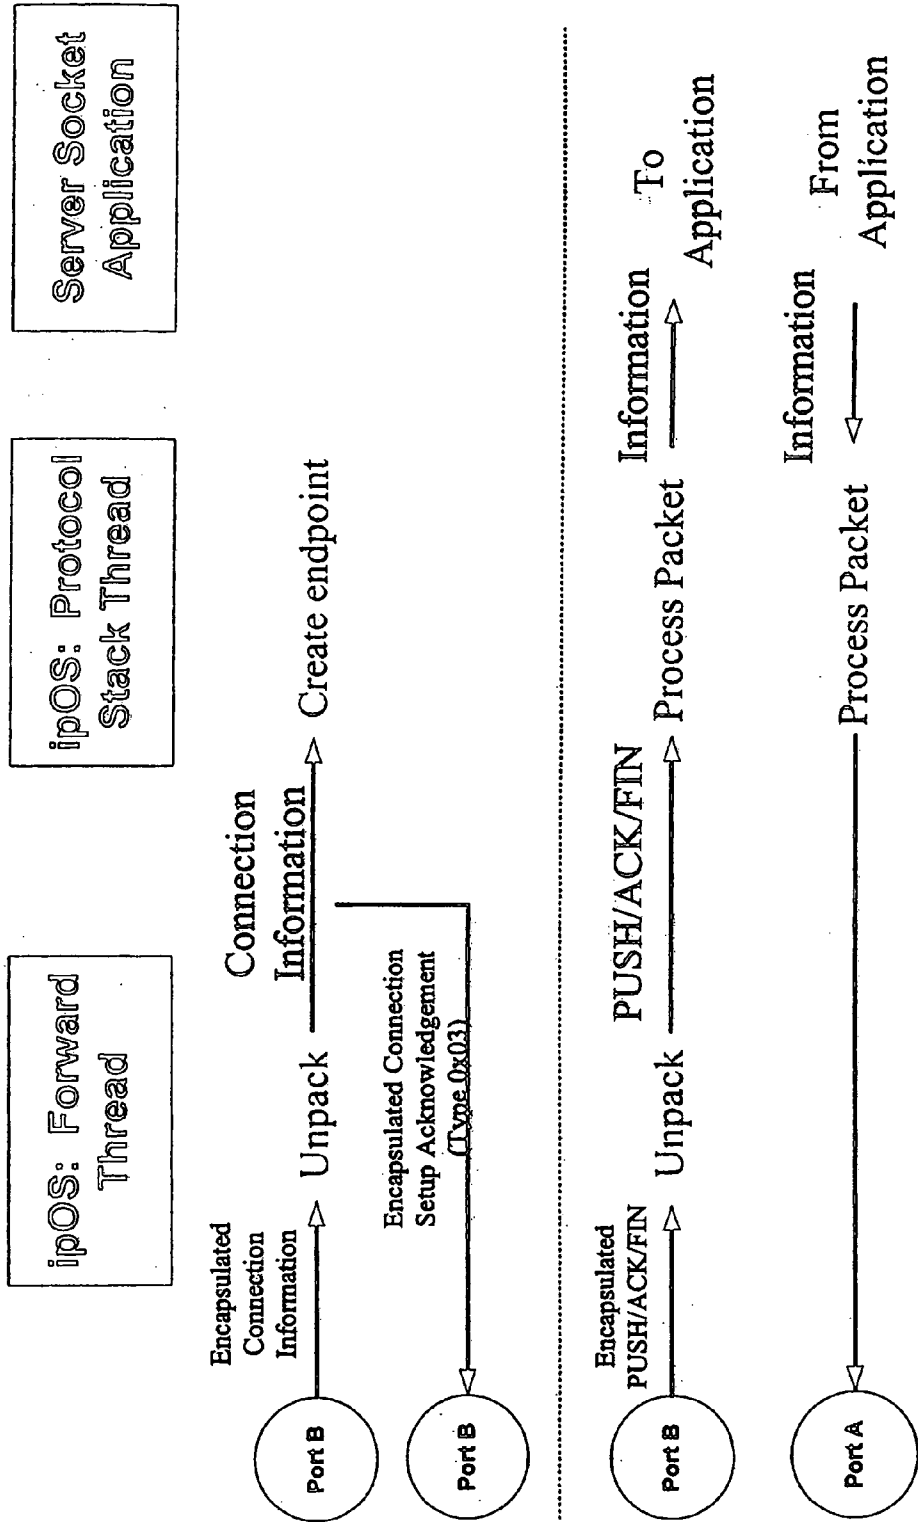 ipOS: Forward
Thread
ipOS: Protocol
Stack Thread
Server Socket
Application
Encapsulated
Connection
Information
Port B
Unpack
Connection
Information
Create endpoint
Encapsulated Connection
Setup Acknowledgement
(Type 0x03)
Port B
Encapsulated
PUSH/ACK/FIN
Port B
Unpack
PUSH/ACK/FIN
Process Packet
Information
To
Application
Port A
Process Packet
Information
From
Application